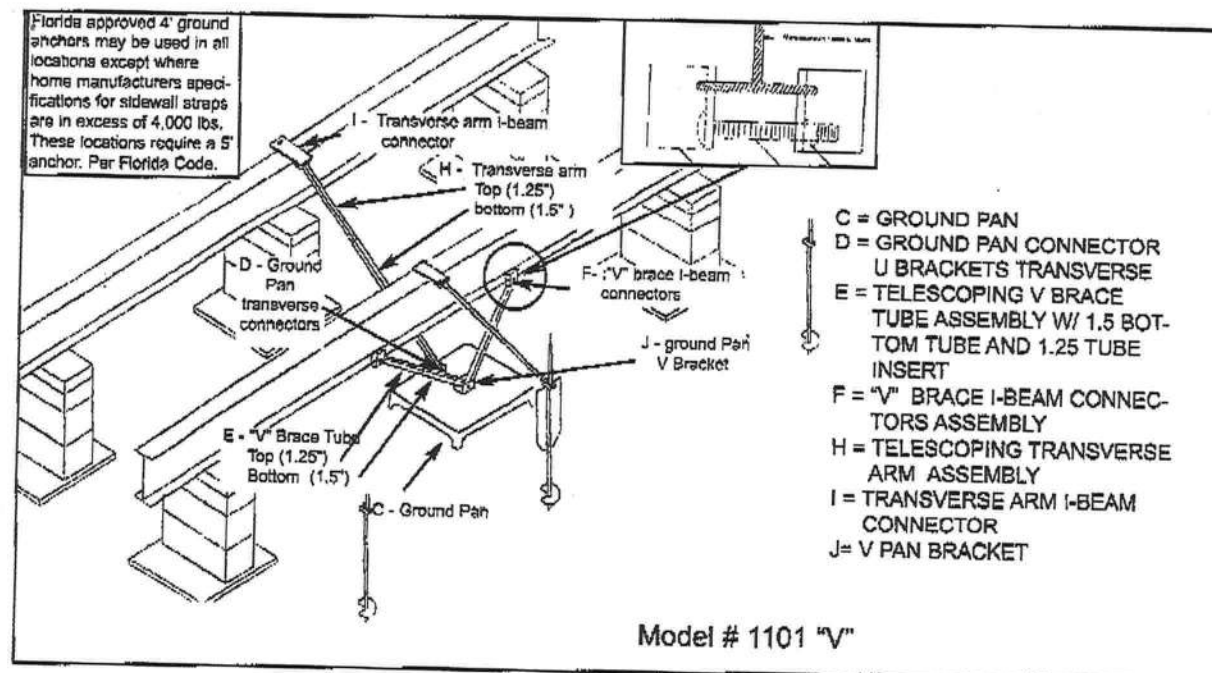 Florida approved 4' ground
anchors may be used in all
locations except where
home manufacturers speci-
fications for sidewall straps
are in excess of 4,000 lbs.
These locations require a 5'
anchor. Per Florida Code.
I - Transverse arm I-beam
connector
H - Transverse arm
Top (1.25")
bottom (1.5" )
D - Ground
Pan
transverse
connectors
F- "V" brace I-beam
connectors
J - ground Pan
V Bracket
E - "V" Brace Tube
Top (1.25")
Bottom (1.5")
C - Ground Pan
C = GROUND PAN
D = GROUND PAN CONNECTOR
U BRACKETS TRANSVERSE
E = TELESCOPING V BRACE
TUBE ASSEMBLY W/ 1.5 BOT-
TOM TUBE AND 1.25 TUBE
INSERT
F = "V" BRACE I-BEAM CONNEC-
TORS ASSEMBLY
H = TELESCOPING TRANSVERSE
ARM ASSEMBLY
I = TRANSVERSE ARM I-BEAM
CONNECTOR
J= V PAN BRACKET
Model # 1101 "V"